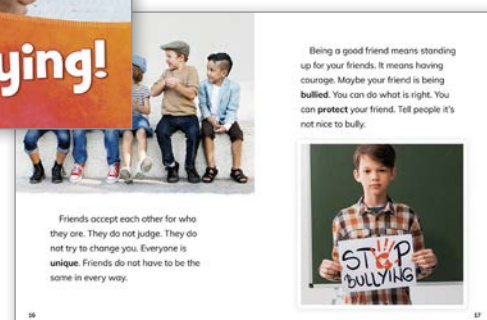 ying!
Friends accept each other for who
they are. They do not judge. They do
not try to change you. Everyone is
unique. Friends do not have to be the
same in every way.
16
Being a good friend means standing
up for your friends. It means having
courage. Maybe your friend is being
bullied. You can do what is right. You
can protect your friend. Tell people it's
not nice to bully.
STOP
BULLYING
17